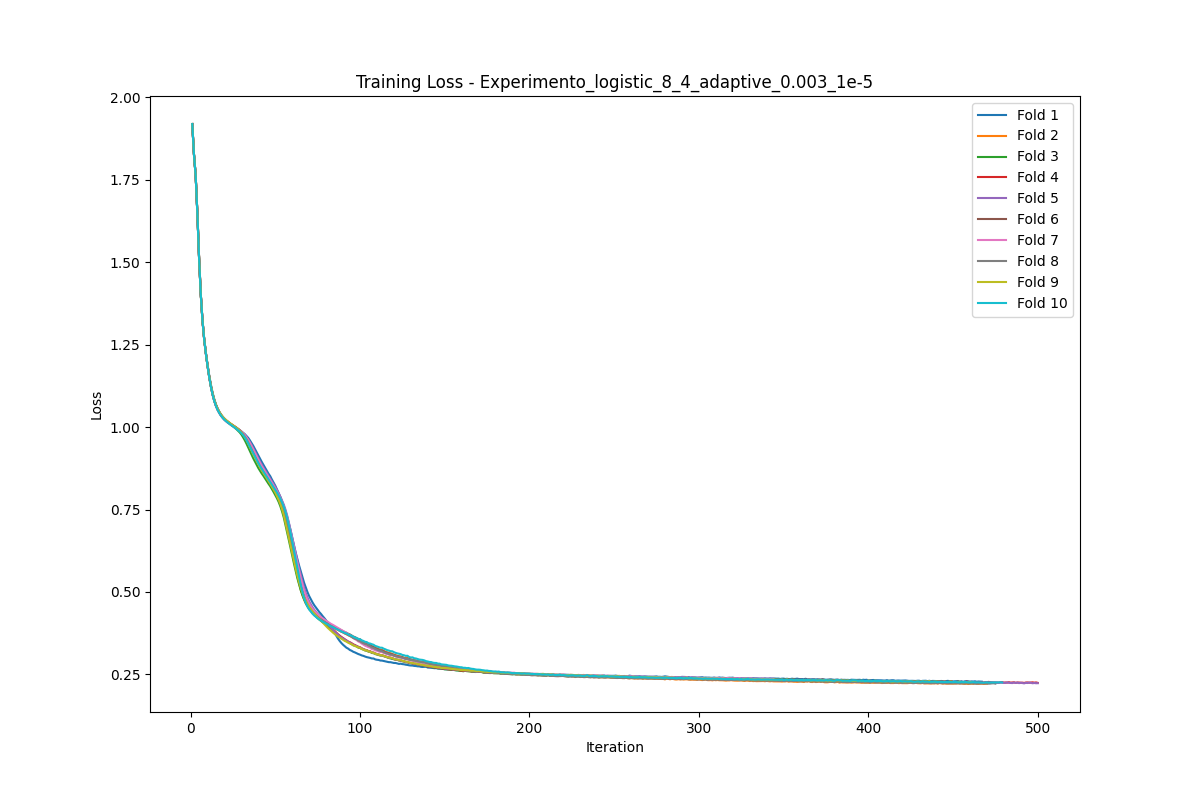 Training Loss - Experimento_logistic_8_4_adaptive_0.003_1e-5
2.00
1.75
1.50
1.25
1.00
0.75
0.50
0.25
Loss
0
100
200
300
400
500
Iteration
Fold 1
Fold 2
Fold 3
Fold 4
Fold 5
Fold 6
Fold 7
Fold 8
Fold 9
Fold 10